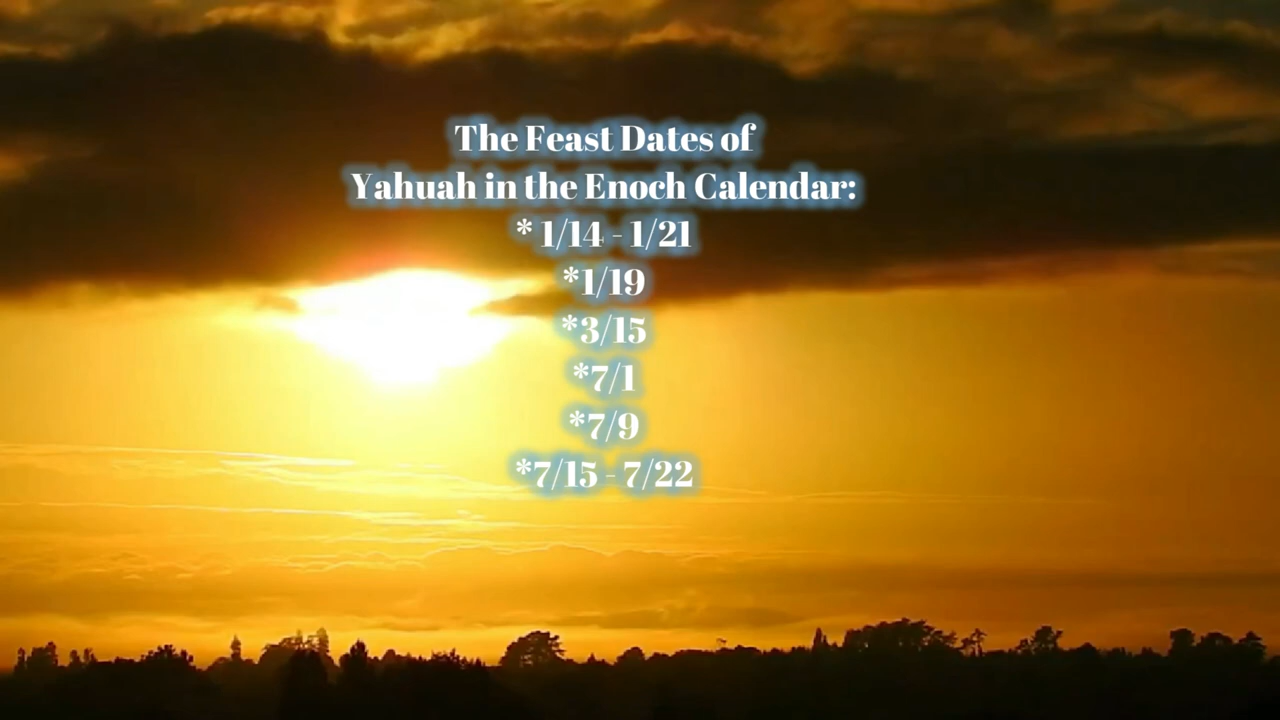 The Feast Dates of
Yahuah in the Enoch Calendar:
* 1/14 - 1/21
*1/19
*3/15
*7/1
*7/9
*7/15 - 7/22